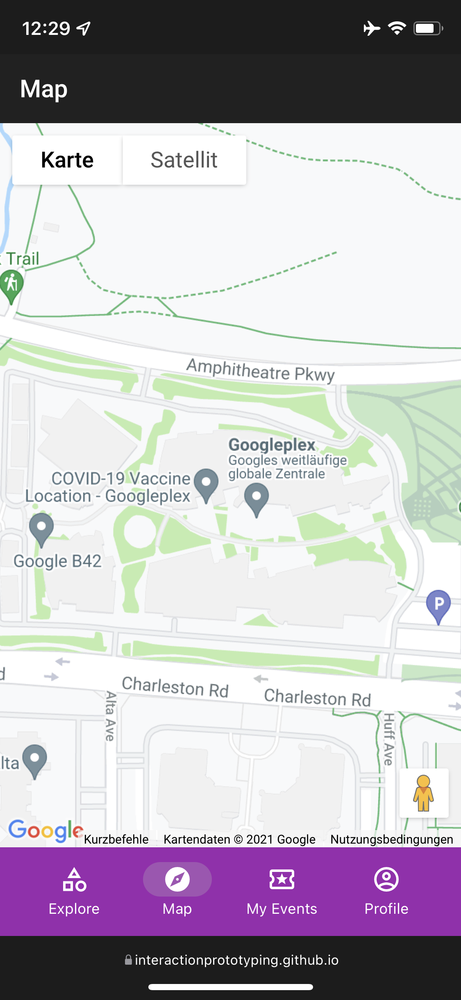 12:29
Map
Karte
Satellit
Trail
Amphitheatre Pkwy
Googleplex
Googles weitläufige
globale Zentrale
COVID-19 Vaccine
Location - Googleplex
Google B42
P
Charleston Rd
Charleston Rd
Alta Ave
Huff Ave
lta
Google
Kurzbefehle
Kartendaten © 2021 Google
Nutzungsbedingungen
Explore
Map
My Events
Profile
interactionprototyping.github.io